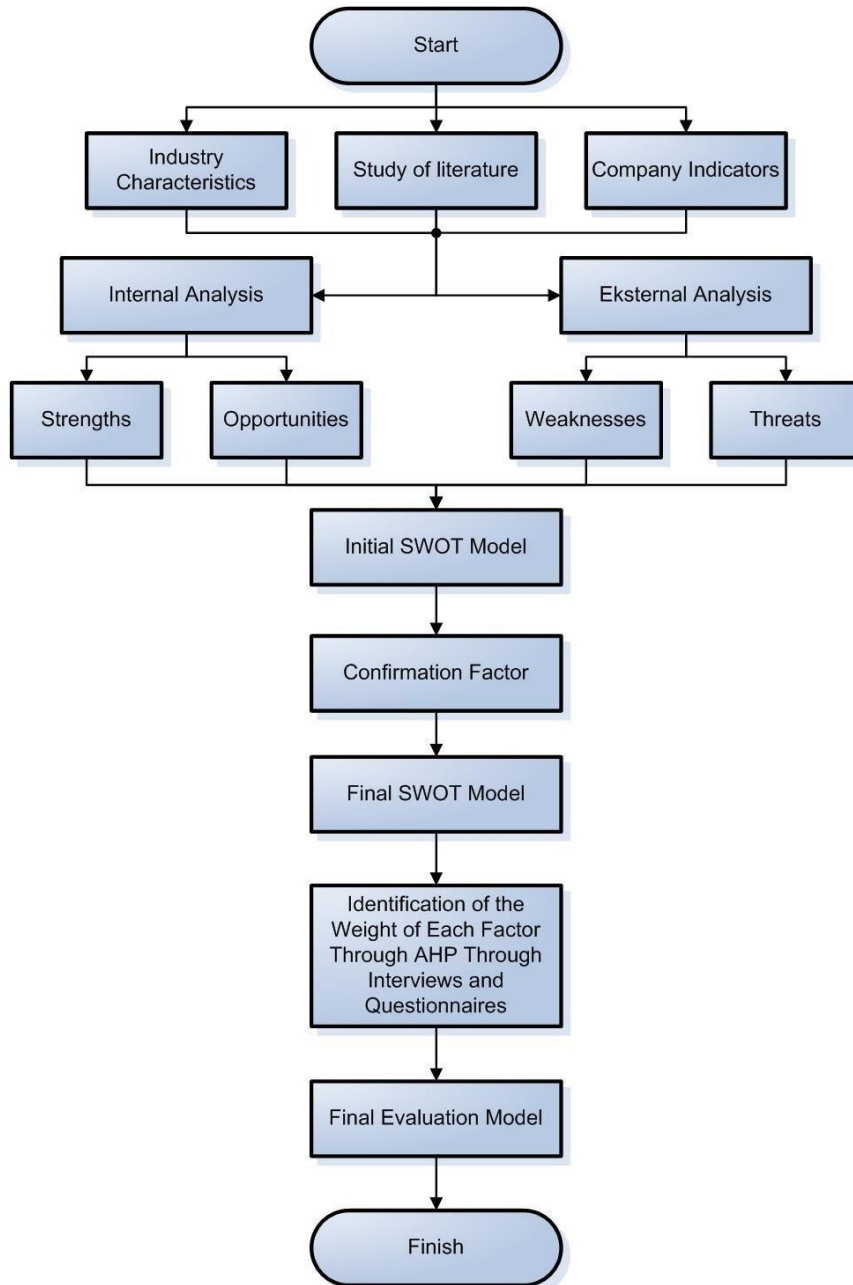 Start
Industry
Characteristics
Study of literature
Company Indicators
Internal Analysis
Eksternal Analysis
Strengths
Opportunities
Weaknesses
Threats
Initial SWOT Model
Confirmation Factor
Final SWOT Model
Identification of the
Weight of Each Factor
Through AHP Through
Interviews and
Questionnaires
Final Evaluation Model
Finish